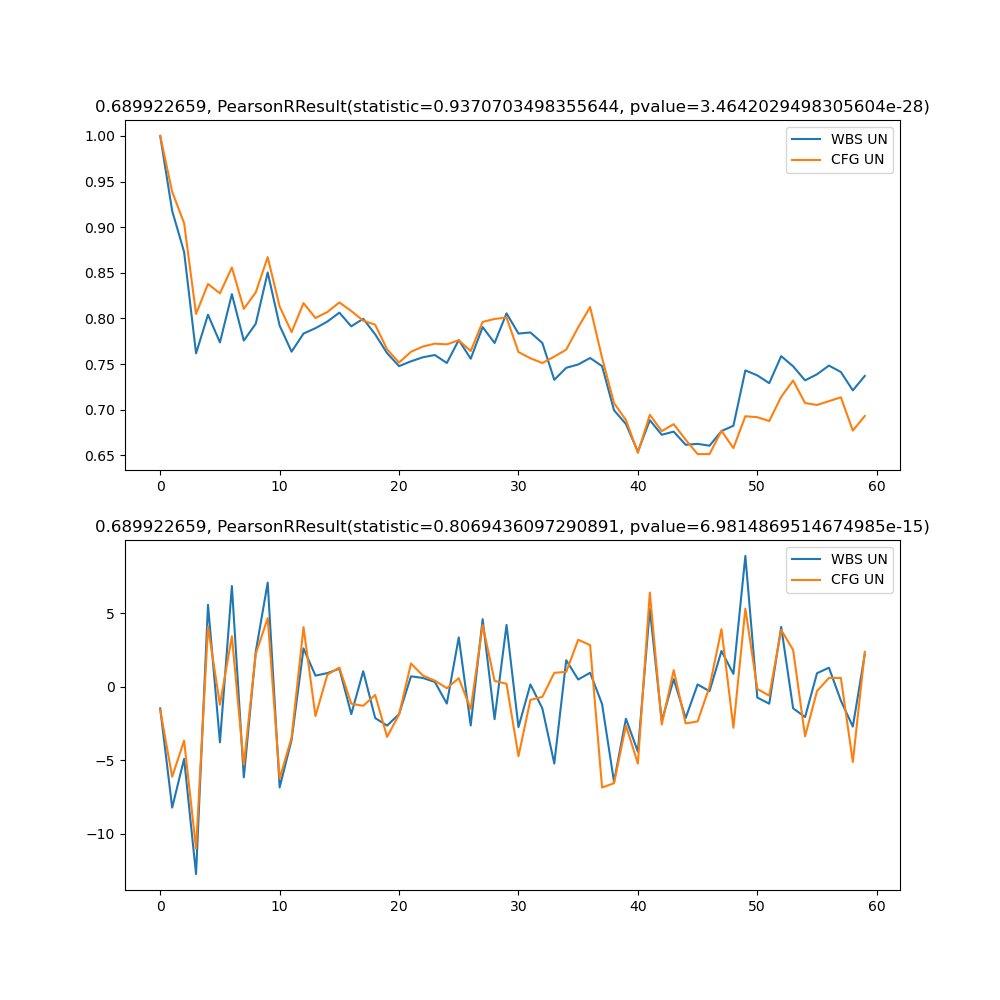 0.689922659, PearsonRResult(statistic=0.9370703498355644, pvalue=3.4642029498305604e-28)
WBS UN
CFG UN
1.00
0.95
0.90
0.85
0.80
0.75
0.70
0.65
0 10 20 30 40 50 60
0.689922659, PearsonRResult(statistic=0.8069436097290891, pvalue=6.9814869514674985e-15)
WBS UN
CFG UN
5
0
−5
−10
0 10 20 30 40 50 60